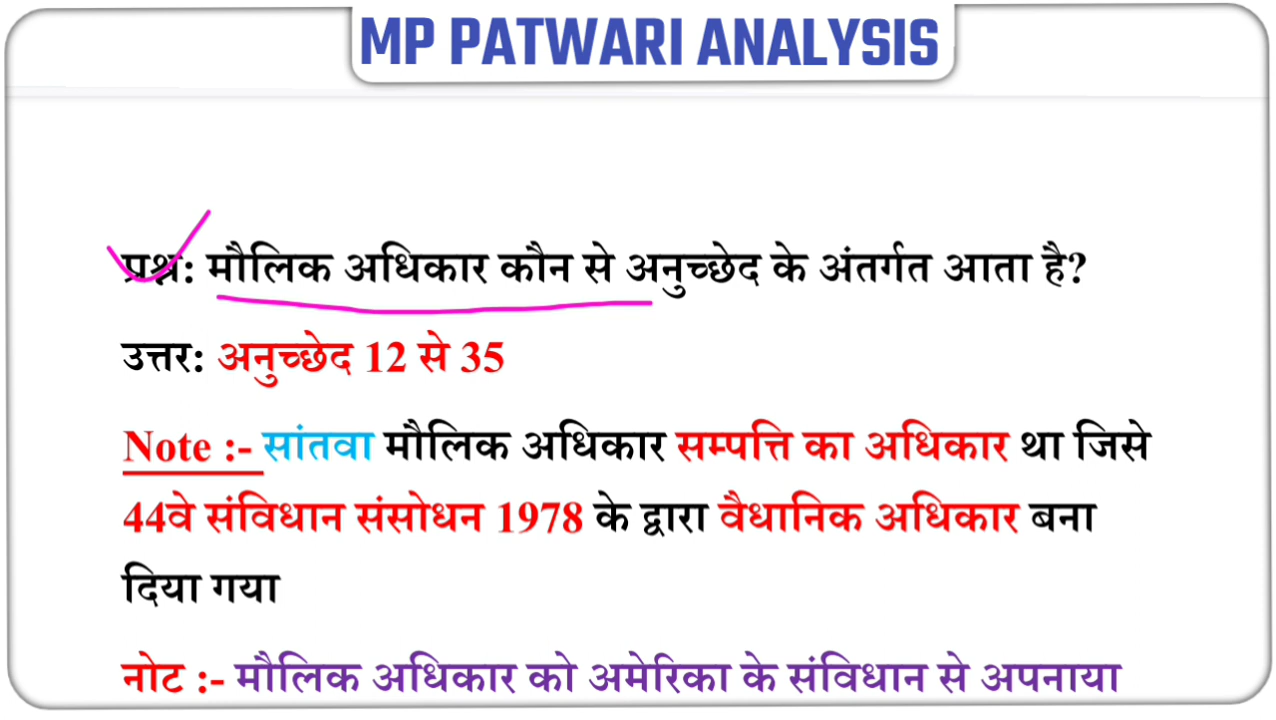 MP PATWARI ANALYSIS
प्रश्न: मौलिक अधिकार कौन से अनुच्छेद के अंतर्गत आता है?
उत्तर: अनुच्छेद 12 से 35
Note :- सांतवा मौलिक अधिकार सम्पत्ति का अधिकार था जिसे
44वे संविधान संसोधन 1978 के द्वारा वैधानिक अधिकार बना
दिया गया
नोट :- मौलिक अधिकार को अमेरिका के संविधान से अपनाया